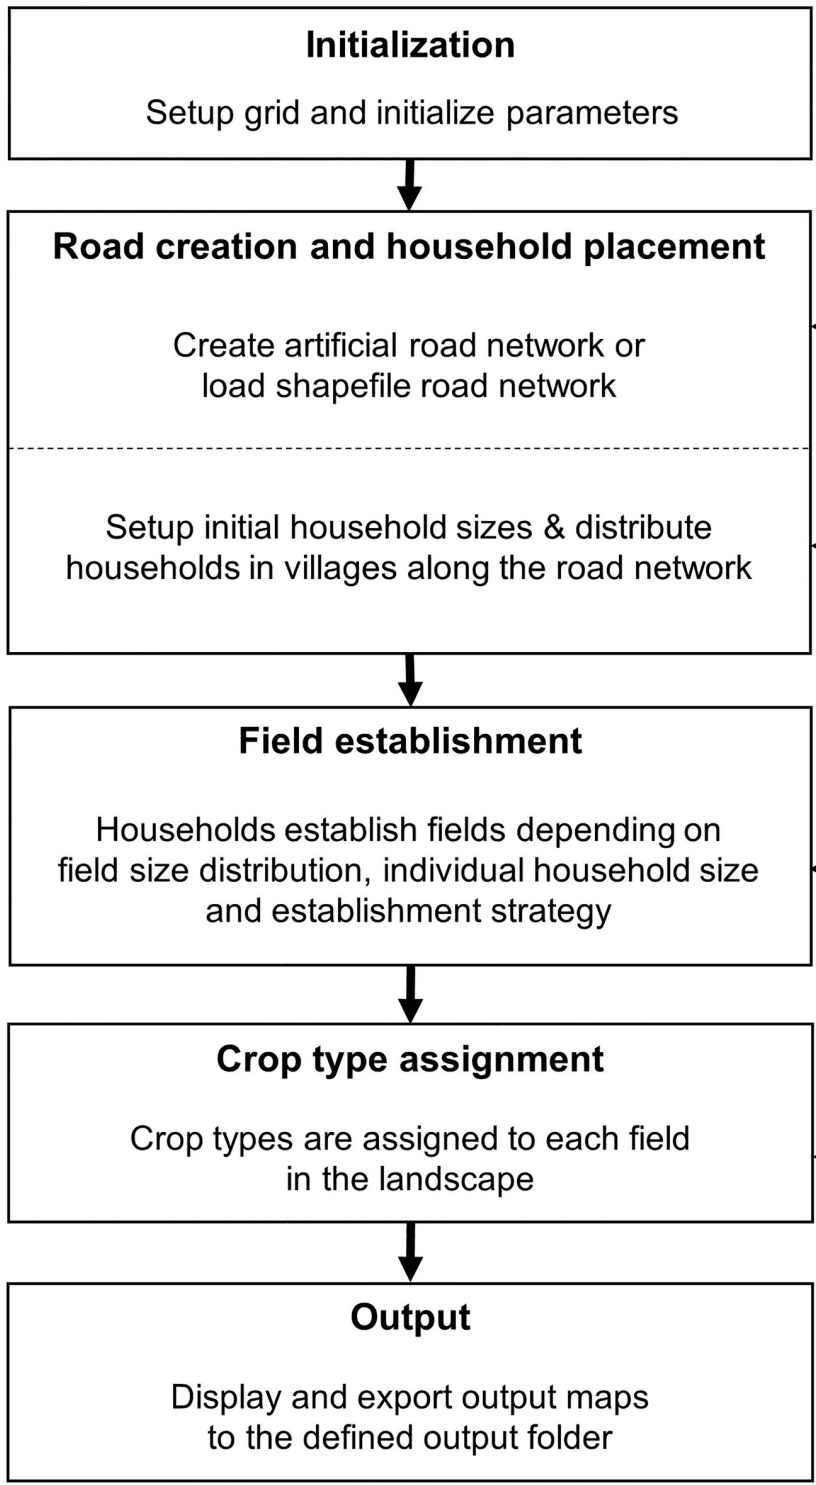 Initialization
Setup grid and initialize parameters
Road creation and household placement
Create artificial road network or
load shapefile road network
Setup initial household sizes & distribute
households in villages along the road network
Field establishment
Households establish fields depending on
field size distribution, individual household size
and establishment strategy
Crop type assignment
Crop types are assigned to each field
in the landscape
Output
Display and export output maps
to the defined output folder